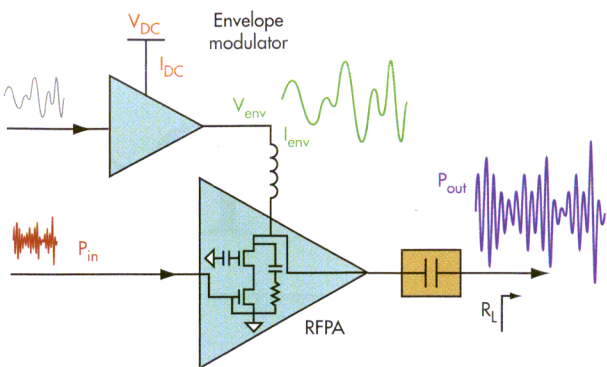 V_DC
Envelope
modulator
I_DC
V_env
I_env
P_out
P_in
R_L
RFPA